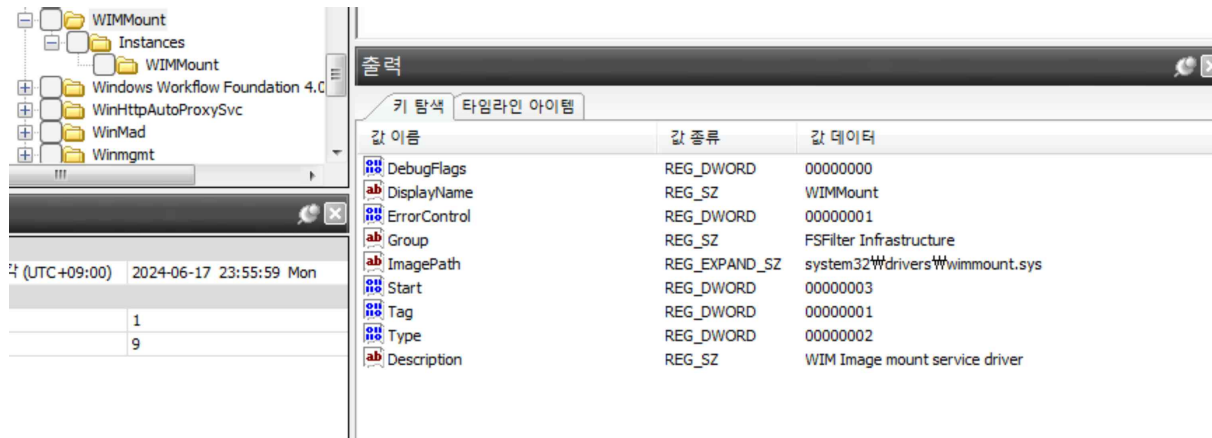 WIMMount
Instances
WIMMount
Windows Workflow Foundation 4.0
WinHttpAutoProxySvc
WinMad
Winmgmt
각 (UTC+09:00) 2024-06-17 23:55:59 Mon
1
9
출력
키 탐색 타임라인 아이템
값 이름 값 종류 값 데이터
DebugFlags REG_DWORD 00000000
DisplayName REG_SZ WIMMount
ErrorControl REG_DWORD 00000001
Group REG_SZ FSFilter Infrastructure
ImagePath REG_EXPAND_SZ system32₩drivers₩wimmount.sys
Start REG_DWORD 00000003
Tag REG_DWORD 00000001
Type REG_DWORD 00000002
Description REG_SZ WIM Image mount service driver